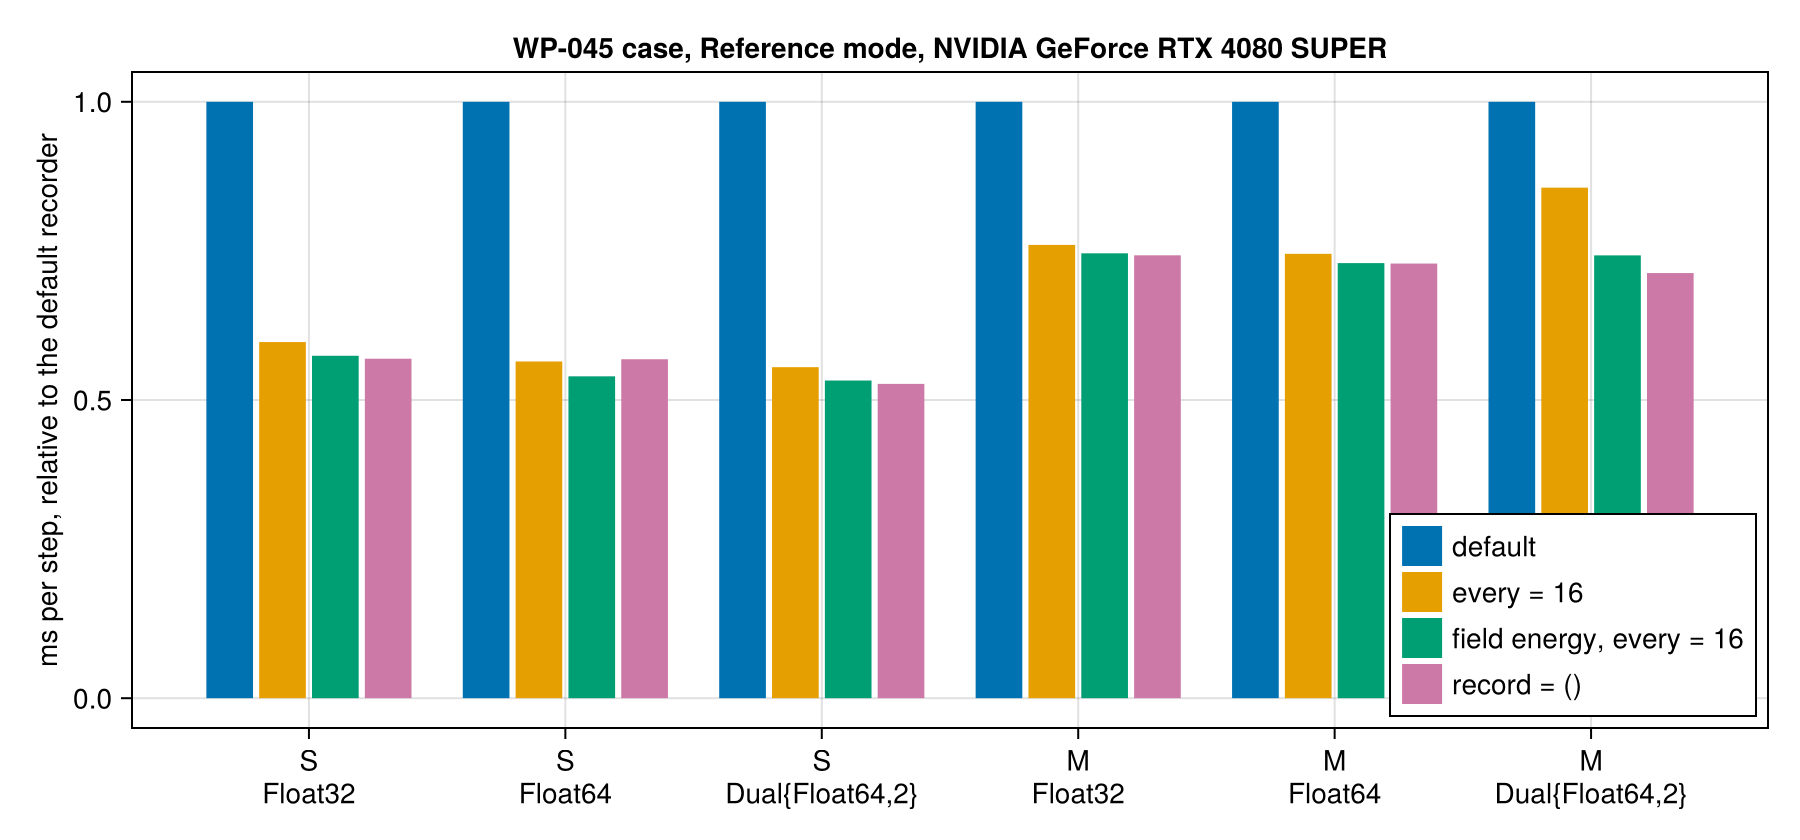 WP-045 case, Reference mode, NVIDIA GeForce RTX 4080 SUPER
ms per step, relative to the default recorder
1.0
0.5
0.0
default
every = 16
field energy, every = 16
record = ()
S
Float32
S
Float64
S
Dual{Float64,2}
M
Float32
M
Float64
M
Dual{Float64,2}